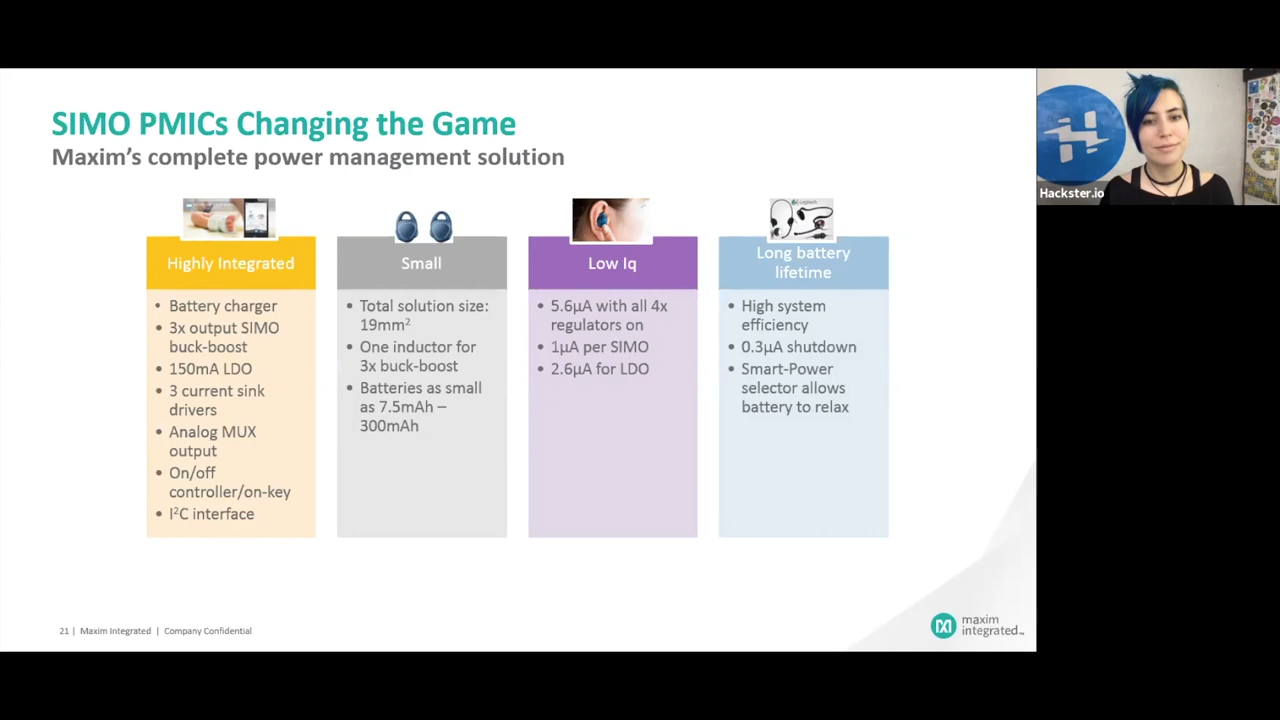 SIMO PMICs Changing the Game
Maxim's complete power management solution
Hackster.io
Logitech
Highly Integrated
• Battery charger
• 3x output SIMO
buck-boost
• 150mA LDO
• 3 current sink
drivers
• Analog MUX
output
• On/off
controller/on-key
• I²C interface
Small
• Total solution size:
19mm²
• One inductor for
3x buck-boost
• Batteries as small
as 7.5mAh –
300mAh
Low Iq
• 5.6µA with all 4x
regulators on
• 1µA per SIMO
• 2.6µA for LDO
Long battery
lifetime
• High system
efficiency
• 0.3µA shutdown
• Smart-Power
selector allows
battery to relax
21 | Maxim Integrated | Company Confidential
maxim
integrated™